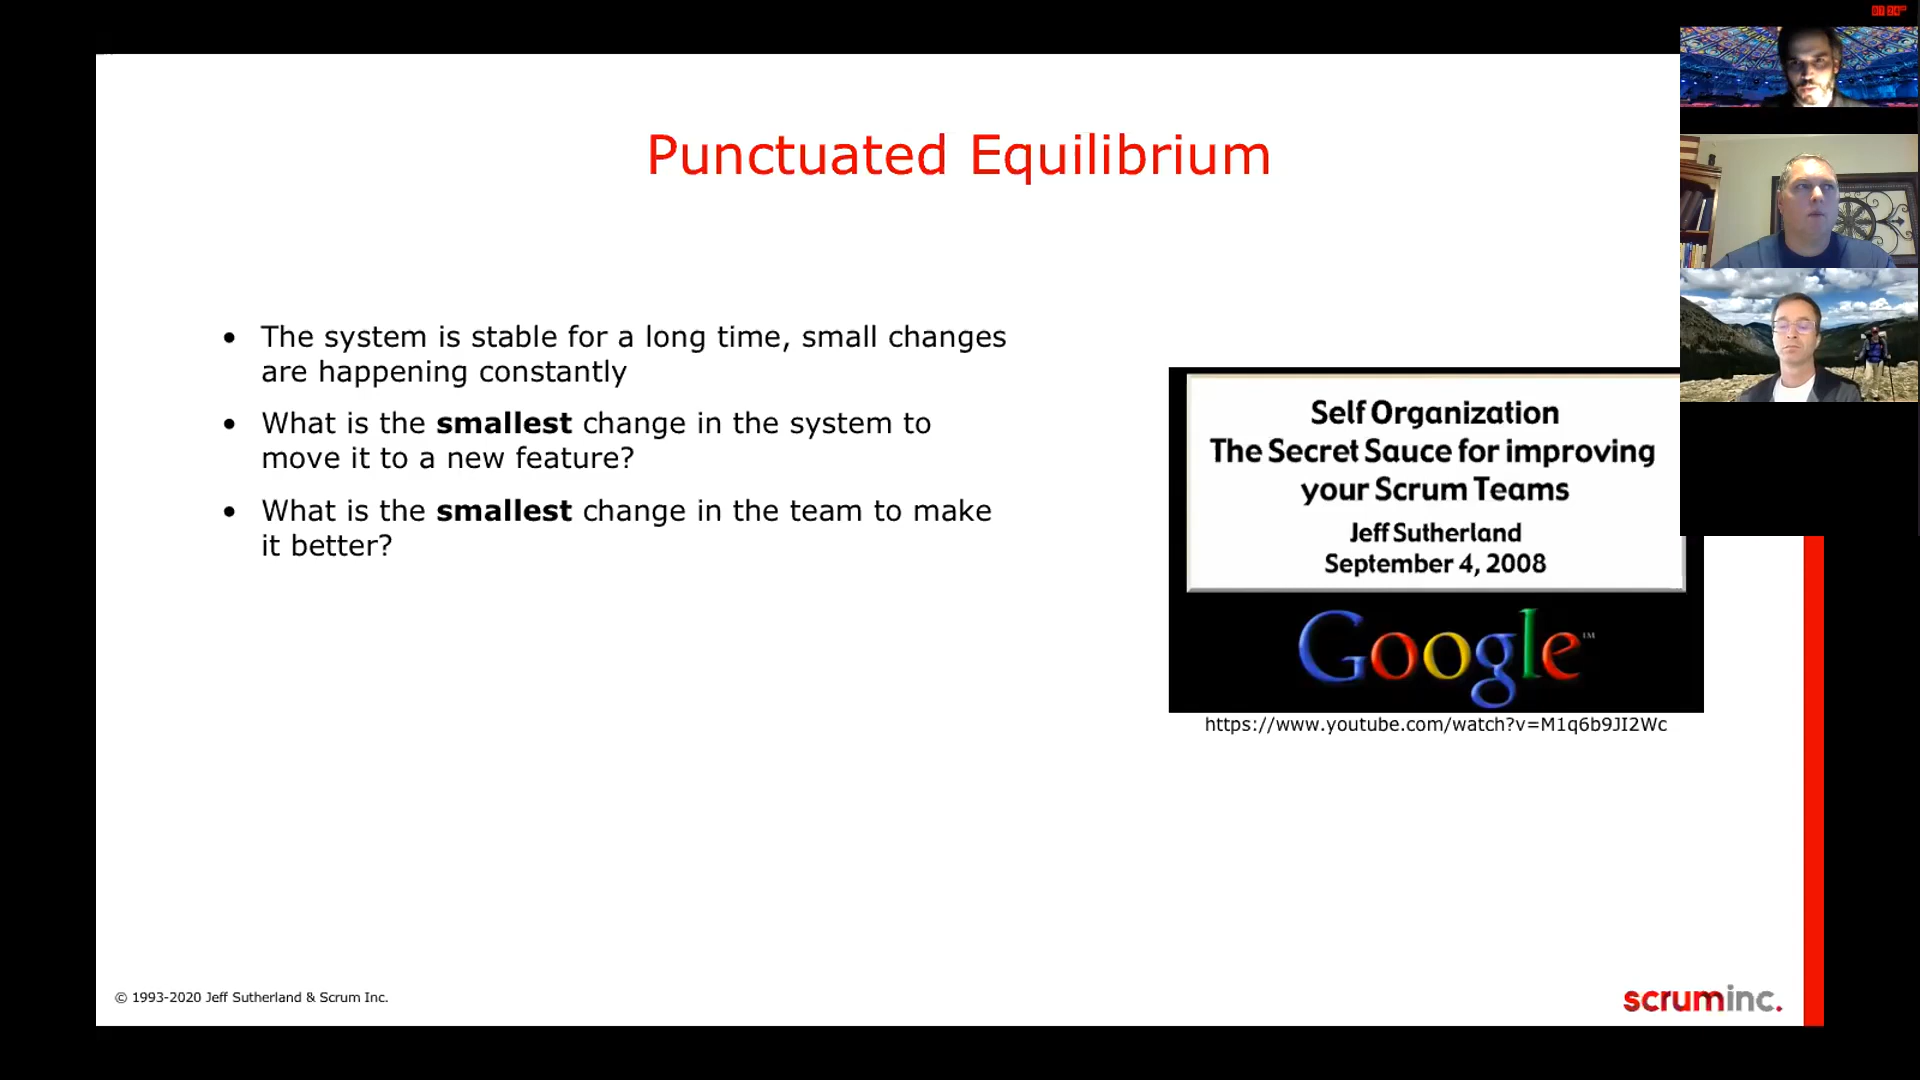 Punctuated Equilibrium
• The system is stable for a long time, small changes
are happening constantly
• What is the smallest change in the system to
move it to a new feature?
• What is the smallest change in the team to make
it better?
Self Organization
The Secret Sauce for improving
your Scrum Teams
Jeff Sutherland
September 4, 2008
Google™
https://www.youtube.com/watch?v=M1q6b9JI2Wc
© 1993-2020 Jeff Sutherland & Scrum Inc.
scruminc.